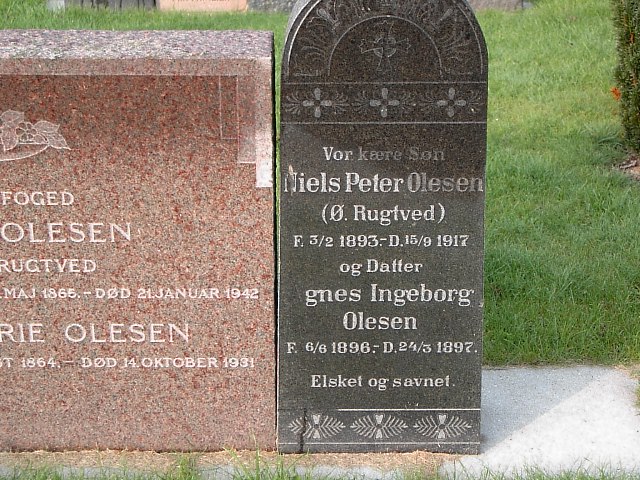 FOGED
OLESEN
RUGTVED
MAJ 1865.-DØD 21.JANUAR 1942
RIE OLESEN
ST 1864.-DØD 14.OKTOBER 1931
Vor kære Søn
Niels Peter Olesen
(Ø. Rugtved)
F. 3/2 1893.-D. 15/9 1917
og Datter
gnes Ingeborg
Olesen
F. 6/6 1896.-D. 24/3 1897.
Elsket og savnet.